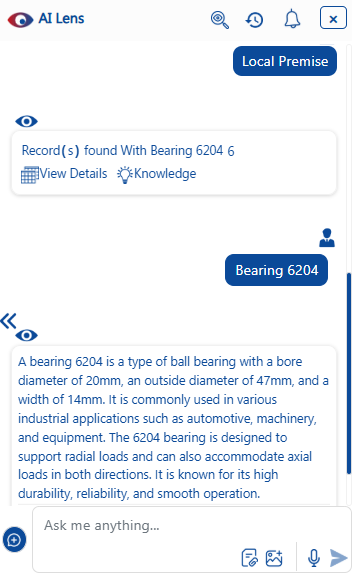 AI Lens
Local Premise
Record(s) found With Bearing 6204 6
View Details Knowledge
Bearing 6204
A bearing 6204 is a type of ball bearing with a bore
diameter of 20mm, an outside diameter of 47mm, and a
width of 14mm. It is commonly used in various
industrial applications such as automotive, machinery,
and equipment. The 6204 bearing is designed to
support radial loads and can also accommodate axial
loads in both directions. It is known for its high
durability, reliability, and smooth operation.
Ask me anything...